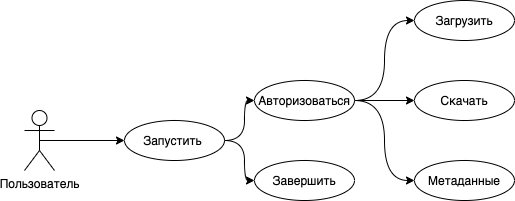 Загрузить
Авторизоваться
Скачать
Запустить
Пользователь
Завершить
Метаданные